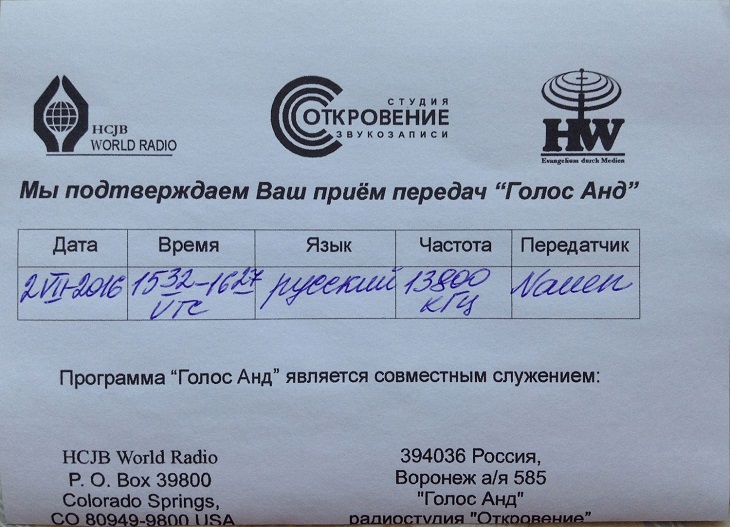 HCJB
WORLD RADIO
СТУДИЯ
ОТКРОВЕНИЕ
ЗВУКОЗАПИСИ
HW
Evangelium durch Medien
Мы подтверждаем Ваш приём передач “Голос Анд”
Дата Время Язык Частота Передатчик
2VII-2016 1532-1627 UTC русский 13800 кГц Nauen
Программа “Голос Анд” является совместным служением:
HCJB World Radio
P. O. Box 39800
Colorado Springs,
CO 80949-9800 USA
394036 Россия,
Воронеж а/я 585
"Голос Анд"
радиостудия "Откровение"